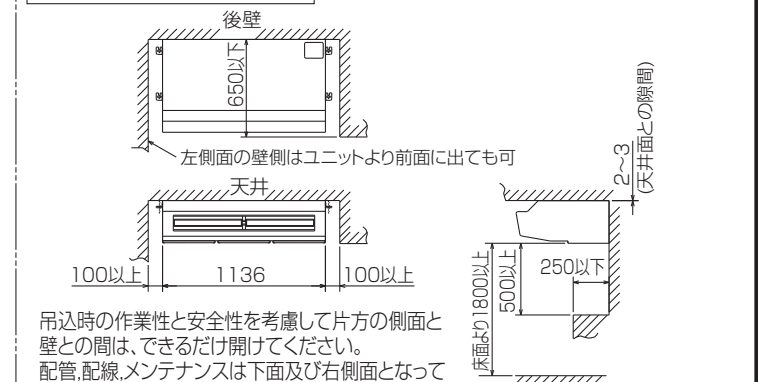 後壁
650以下
左側面の壁側はユニットより前面に出ても可
天井
100以上
1136
100以上
2~3
(天井面との隙間)
250以下
500以上
床面より1800以上
吊込時の作業性と安全性を考慮して片方の側面と
壁との間は、できるだけ開けてください。
配管,配線,メンテナンスは下面及び右側面となって